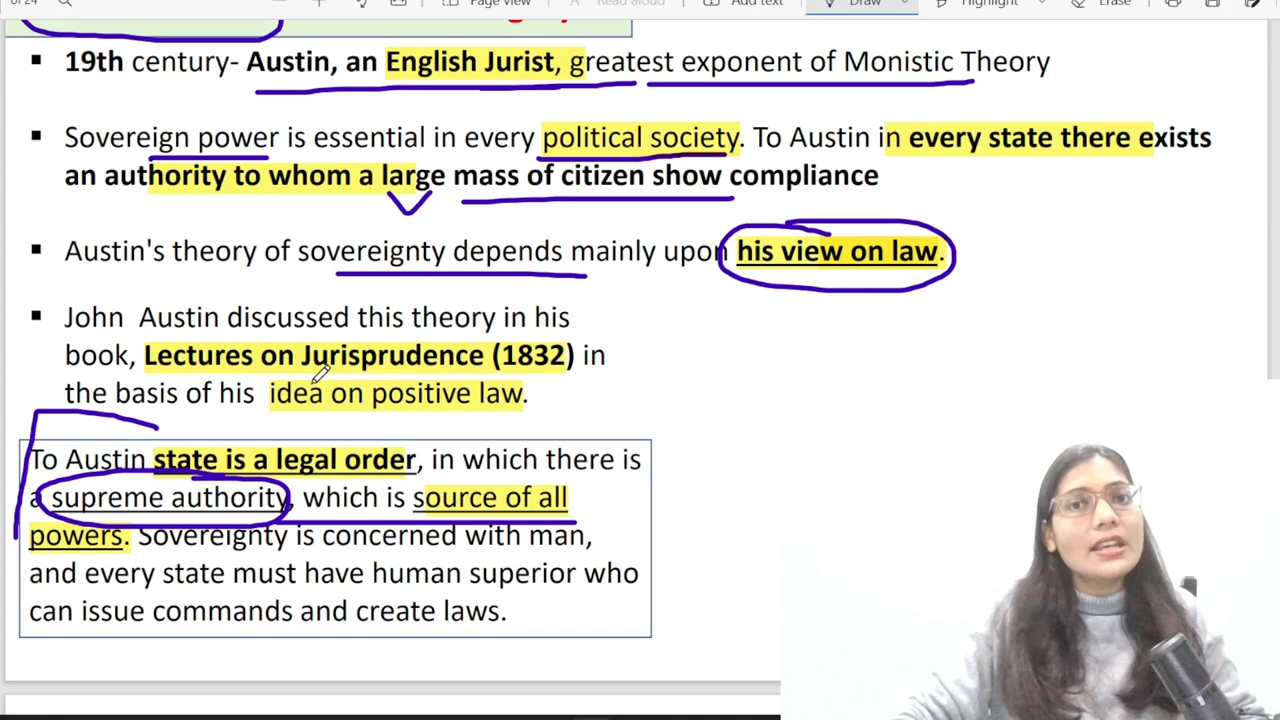 Page view
Read aloud
Add text
Draw
Highlight
Erase
▪ 19th century- Austin, an English Jurist, greatest exponent of Monistic Theory
▪ Sovereign power is essential in every political society. To Austin in every state there exists
an authority to whom a large mass of citizen show compliance
▪ Austin's theory of sovereignty depends mainly upon his view on law.
▪ John Austin discussed this theory in his
book, Lectures on Jurisprudence (1832) in
the basis of his idea on positive law.
To Austin state is a legal order, in which there is
a supreme authority, which is source of all
powers. Sovereignty is concerned with man,
and every state must have human superior who
can issue commands and create laws.